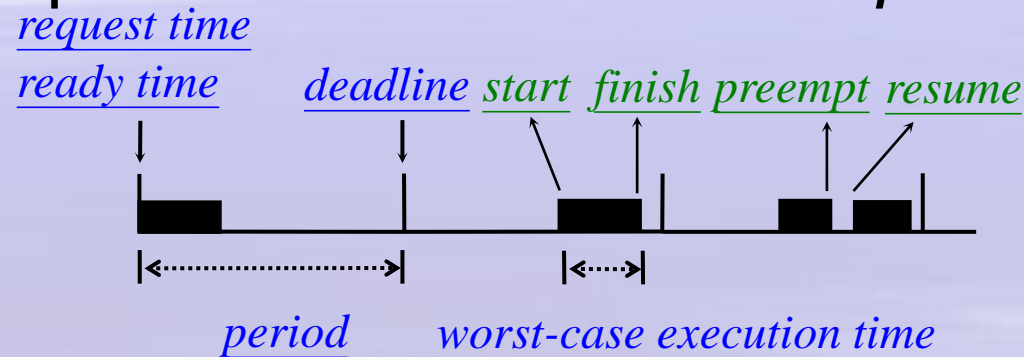 request time
ready time
deadline start finish preempt resume
period worst-case execution time